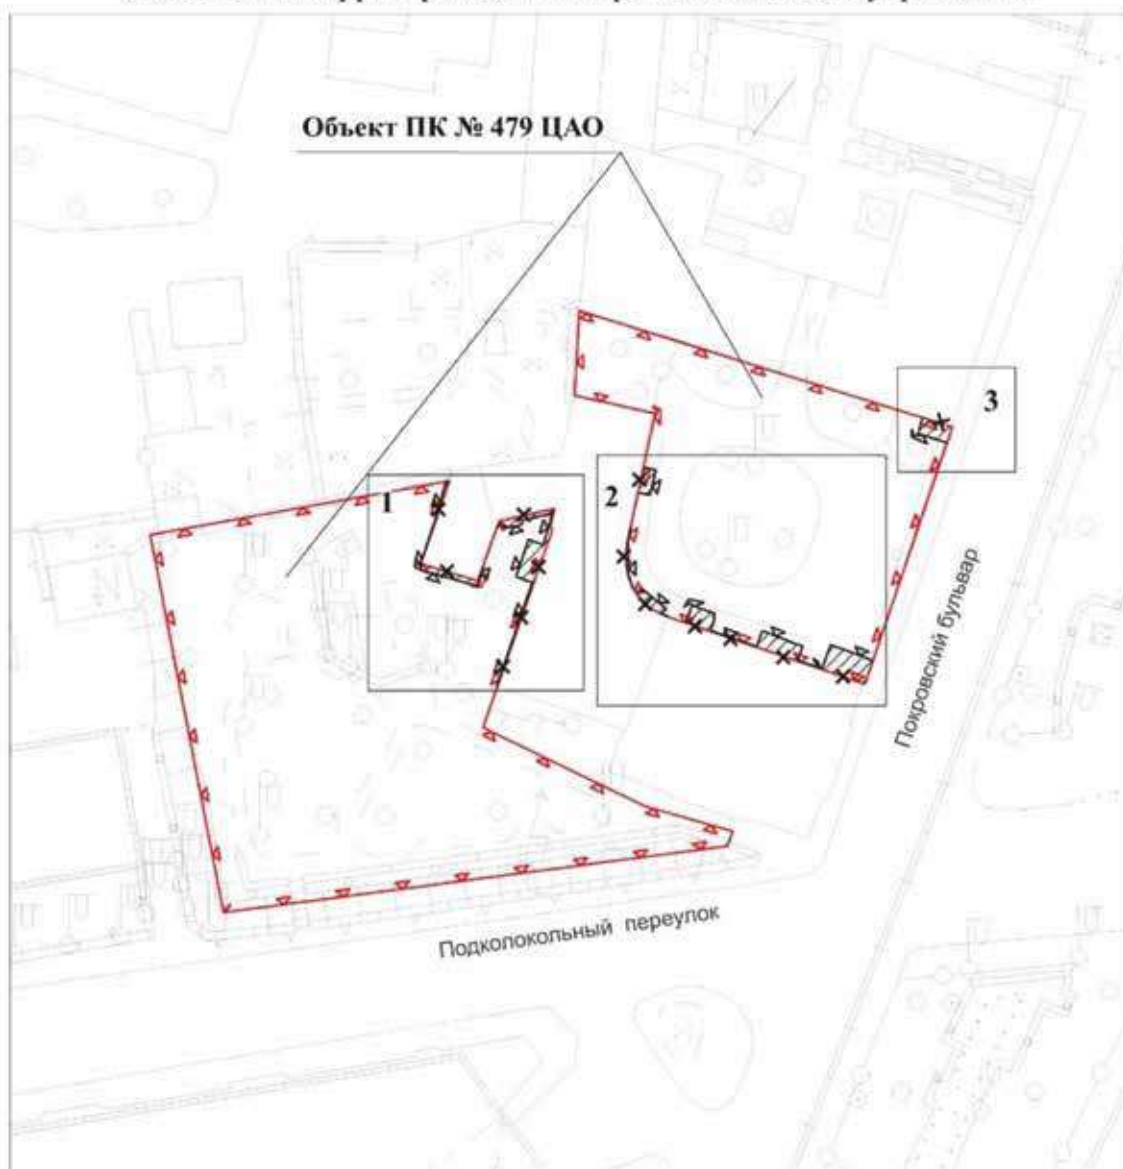 Объект ПК № 479 ЦАО
3
1
2
Покровский бульвар
Подколокольный переулок